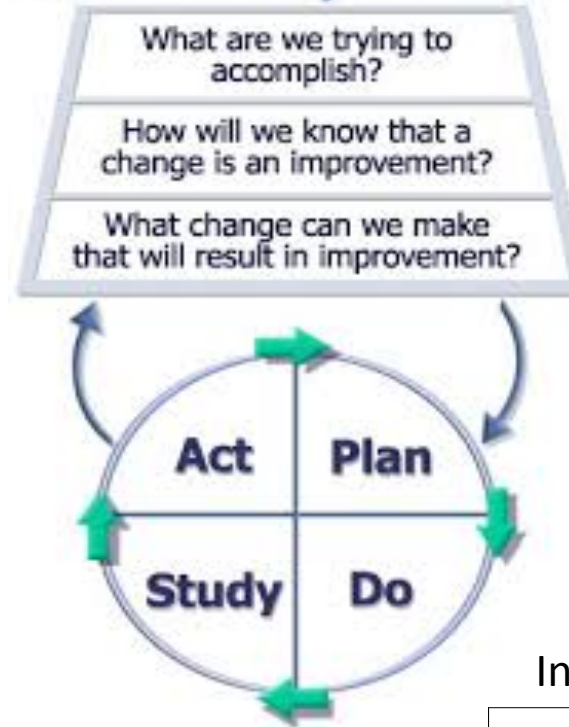 What are we trying to
accomplish?
How will we know that a
change is an improvement?
What change can we make
that will result in improvement?
Act
Plan
Study
Do
In